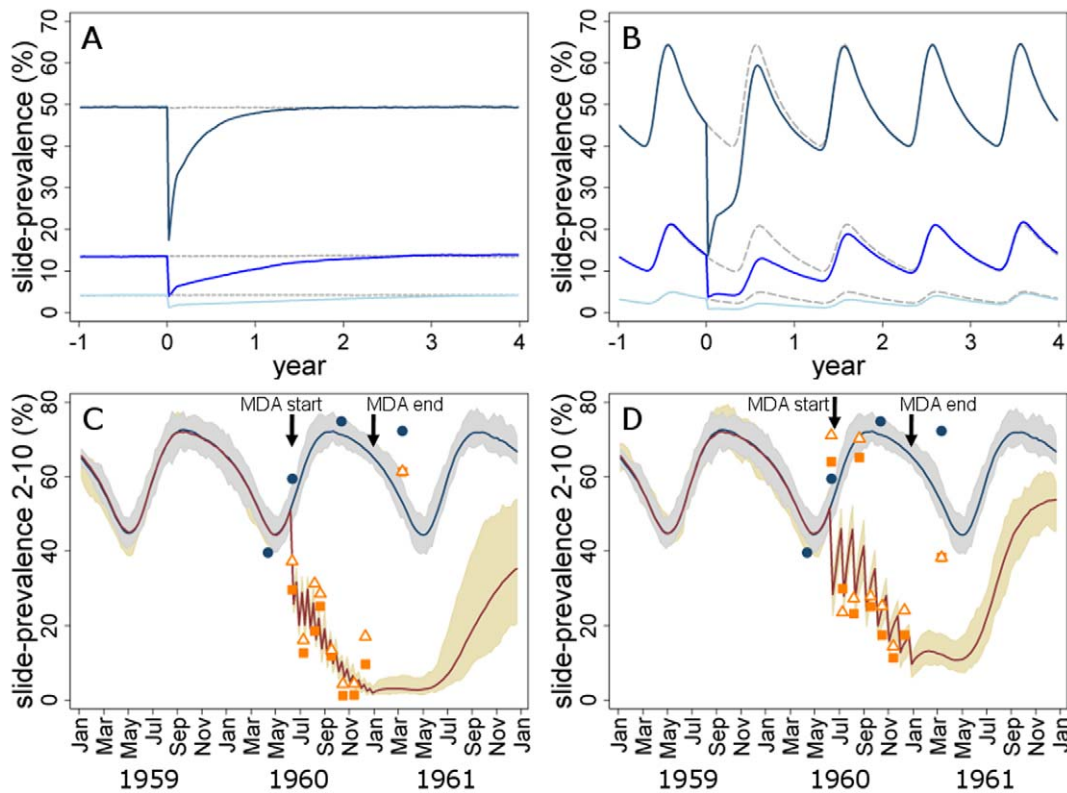 A
slide-prevalence (%)
70
60
50
40
30
20
10
0
-1 0 1 2 3 4
year
B
slide-prevalence (%)
70
60
50
40
30
20
10
0
-1 0 1 2 3 4
year
C
MDA start MDA end
slide-prevalence 2-10 (%)
80
60
40
20
0
Jan Mar May Jul Sep Nov Jan Mar May Jul Sep Nov Jan Mar May Jul Sep Nov Jan
1959 1960 1961
D
MDA start MDA end
slide-prevalence 2-10 (%)
80
60
40
20
0
Jan Mar May Jul Sep Nov Jan Mar May Jul Sep Nov Jan Mar May Jul Sep Nov Jan
1959 1960 1961